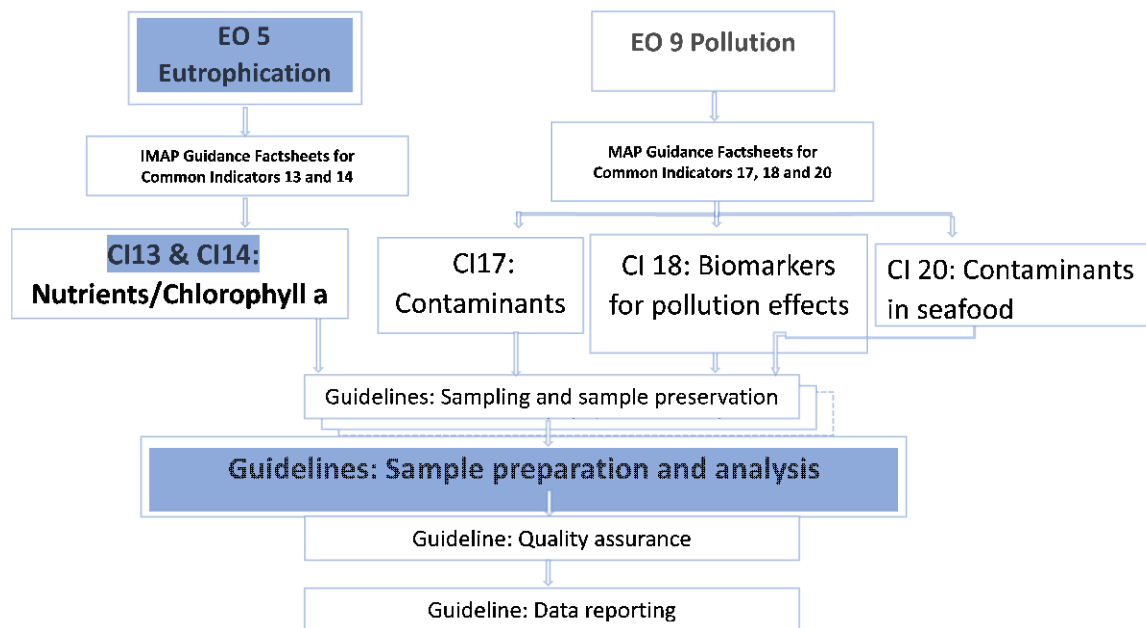 EO 5
Eutrophication
EO 9 Pollution
IMAP Guidance Factsheets for
Common Indicators 13 and 14
MAP Guidance Factsheets for
Common Indicators 17, 18 and 20
CI13 & CI14:
Nutrients/Chlorophyll a
CI17:
Contaminants
CI 18: Biomarkers
for pollution effects
CI 20: Contaminants
in seafood
Guidelines: Sampling and sample preservation
Guidelines: Sample preparation and analysis
Guideline: Quality assurance
Guideline: Data reporting